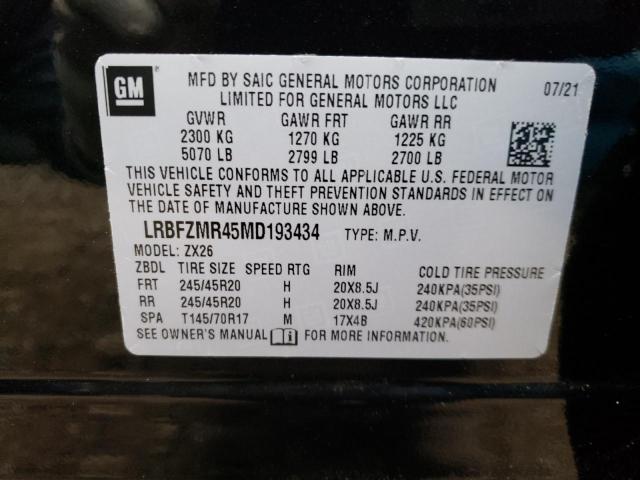 GM
MFD BY SAIC GENERAL MOTORS CORPORATION 07/21
LIMITED FOR GENERAL MOTORS LLC
GVWR GAWR FRT GAWR RR
2300 KG 1270 KG 1225 KG
5070 LB 2799 LB 2700 LB
THIS VEHICLE CONFORMS TO ALL APPLICABLE U.S. FEDERAL MOTOR
VEHICLE SAFETY AND THEFT PREVENTION STANDARDS IN EFFECT ON
THE DATE OF MANUFACTURE SHOWN ABOVE.
LRBFZMR45MD193434 TYPE: M.P.V.
MODEL: ZX26
ZBDL TIRE SIZE SPEED RTG RIM COLD TIRE PRESSURE
FRT 245/45R20 H 20X8.5J 240KPA(35PSI)
RR 245/45R20 H 20X8.5J 240KPA(35PSI)
SPA T145/70R17 M 17X4B 420KPA(60PSI)
SEE OWNER'S MANUAL FOR MORE INFORMATION